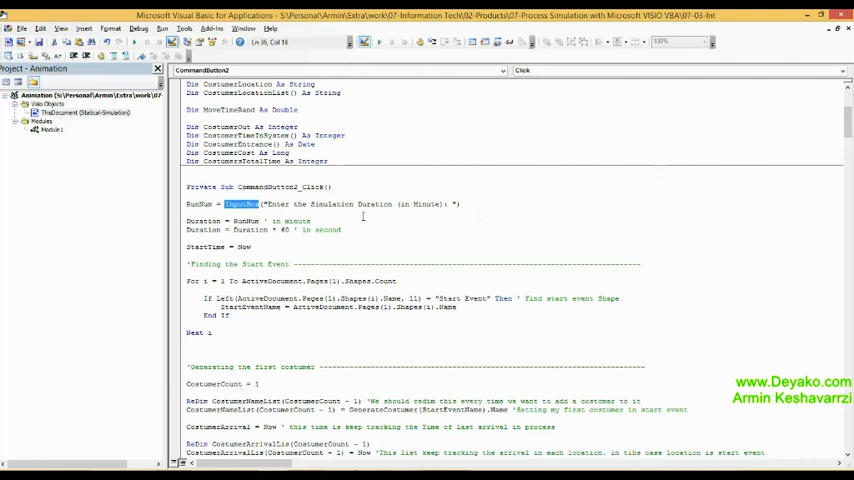 Microsoft Visual Basic for Applications - S:\Personal\Armin\Extra\work\07-Information Tech\02-Products\07-Process Simulation with Microsoft VISIO VBA\07-03-Int
File Edit View Insert Format Debug Run Tools Add-Ins Window Help
Ln 36, Col 18
100%
Project - Animation
CommandButton2
Click
Animation (S:\Personal\Armin\Extra\work\07-
Visio Objects
ThisDocument (Statical-Simulation)
Modules
Module1
Dim CostumerLocation As String
Dim CostumerLocationList() As String
Dim MoveTimeRand As Double
Dim CostumerOut As Integer
Dim CostumerTimeInSystem() As Integer
Dim CostumerEntrance() As Date
Dim CostumerCost As Long
Dim CostumersTotalTime As Integer
Private Sub CommandButton2_Click()
RunNum = InputBox("Enter the Simulation Duration (in Minute): ")
Duration = RunNum ' in minute
Duration = Duration * 60 ' in second
StartTime = Now
'Finding the Start Event
For i = 1 To ActiveDocument.Pages(1).Shapes.Count
If Left(ActiveDocument.Pages(1).Shapes(i).Name, 11) = "Start Event" Then ' Find start event Shape
StartEventName = ActiveDocument.Pages(1).Shapes(i).Name
End If
Next i
'Generating the first costumer
CostumerCount = 1
ReDim CostumerNameList(CostumerCount - 1) 'We should redim this every time we want to add a costomer to it
CostumerNameList(CostumerCount - 1) = GenerateCostumer(StartEventName).Name 'Setting my first costumer in start event
CostumerArrival = Now ' this time is keep tracking the Time of last arrival in process
ReDim CostumerArrivalLis(CostumerCount - 1)
CostumerArrivalLis(CostumerCount - 1) = Now 'This list keep tracking the arrival in each location, in tihs case location is start event
www.Deyako.com
Armin Keshavarrzi